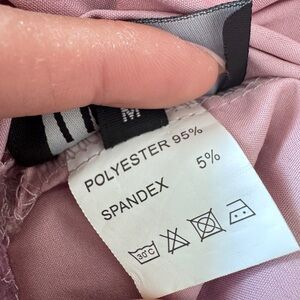 M
POLYESTER 95%
SPANDEX 5%
30°C